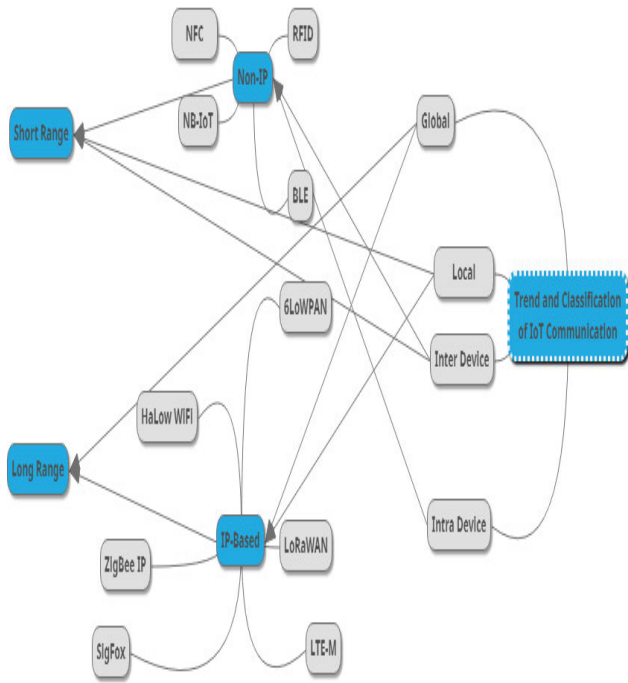 NFC
RFID
Non-IP
Short Range
NB-IoT
Global
BLE
Local
Trend and Classification
of IoT Communication
6LoWPAN
Inter Device
HaLow WIFI
Long Range
Intra Device
IP-Based
LoRaWAN
ZigBee IP
SigFox
LTE-M